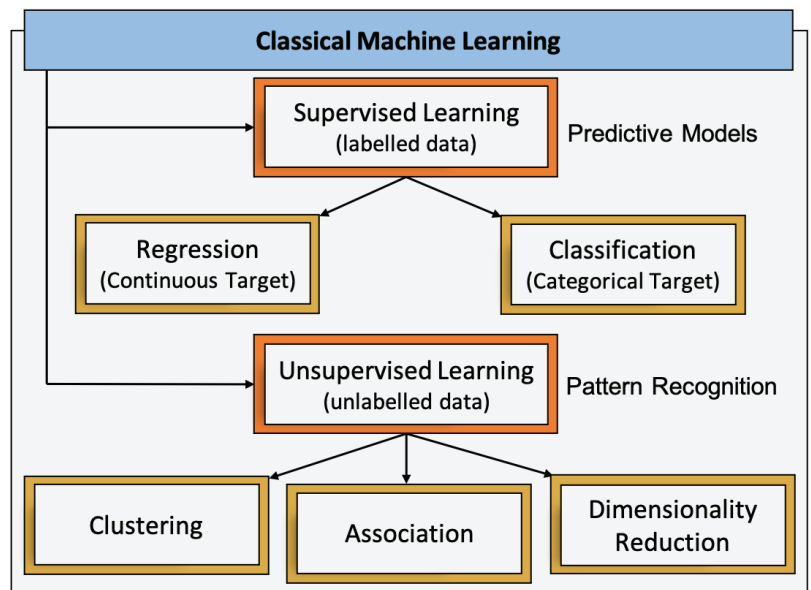 Classical Machine Learning
Supervised Learning
(labelled data)
Predictive Models
Regression
(Continuous Target)
Classification
(Categorical Target)
Unsupervised Learning
(unlabelled data)
Pattern Recognition
Clustering
Association
Dimensionality
Reduction